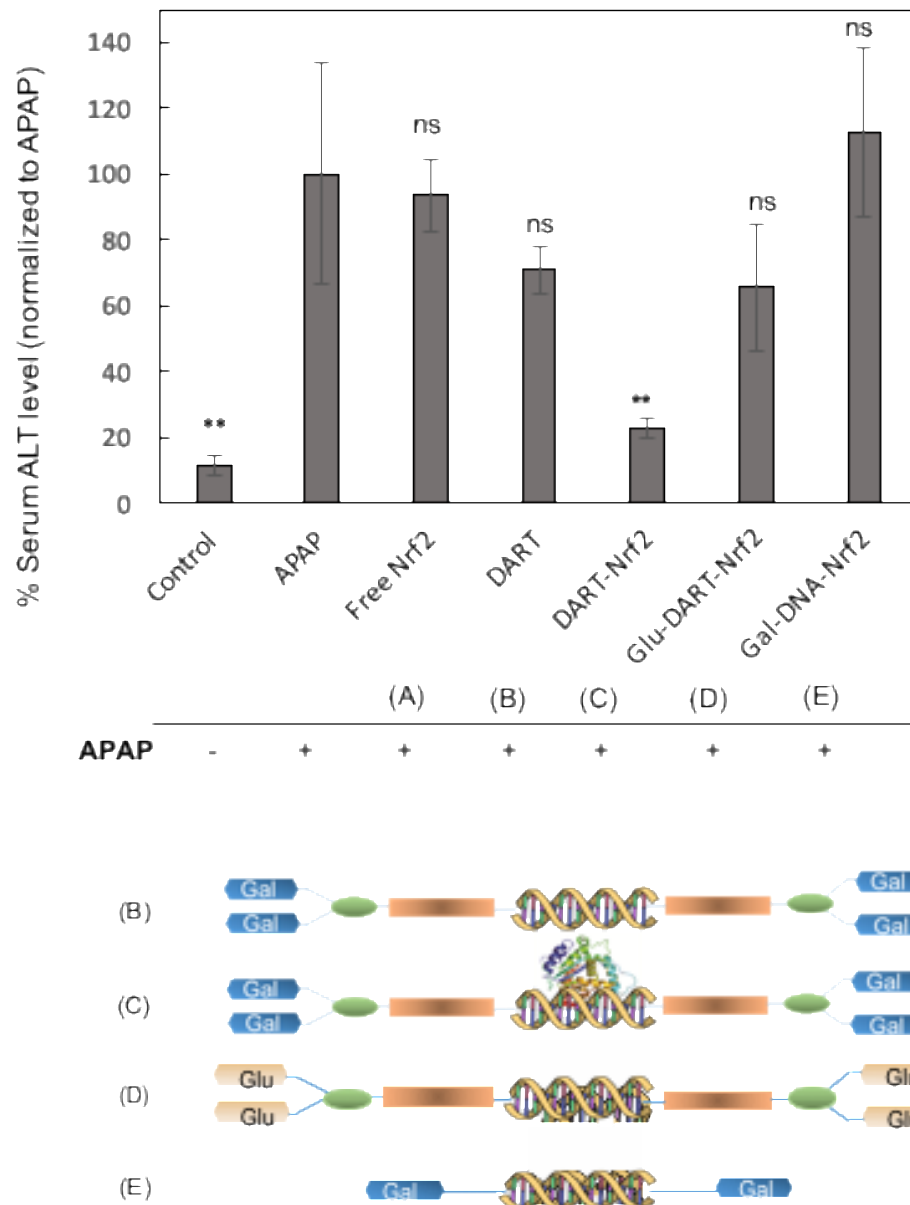 % Serum ALT level (normalized to APAP)
140
120
100
80
60
40
20
0
**
ns
ns
**
ns
ns
Control
APAP
Free Nrf2
DART
DART-Nrf2
Glu-DART-Nrf2
Gal-DNA-Nrf2
(A) (B) (C) (D) (E)
APAP - + + + + + +
(B) Gal Gal Gal Gal
(C) Gal Gal Gal Gal
(D) Glu Glu Glu Glu
(E) Gal Gal